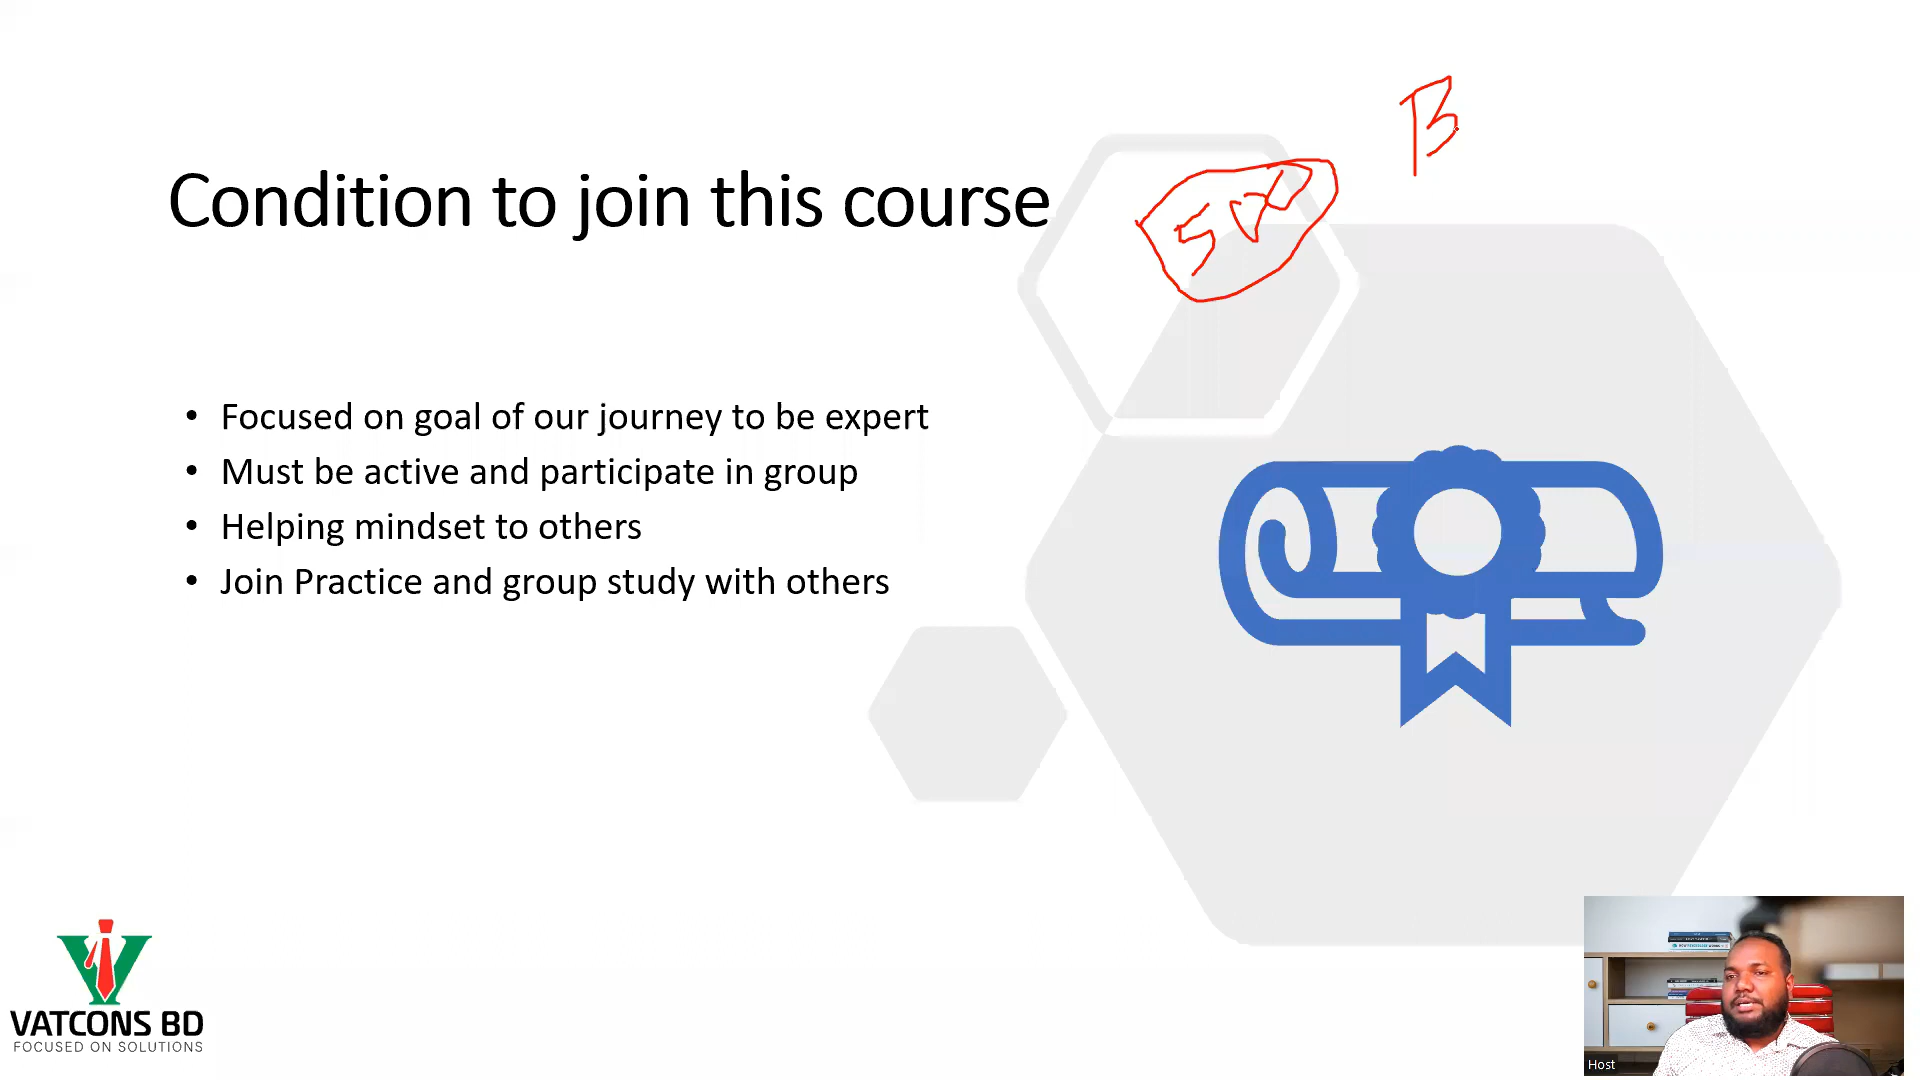 Condition to join this course
B
• Focused on goal of our journey to be expert
• Must be active and participate in group
• Helping mindset to others
• Join Practice and group study with others
VATCONS BD
FOCUSED ON SOLUTIONS
Host